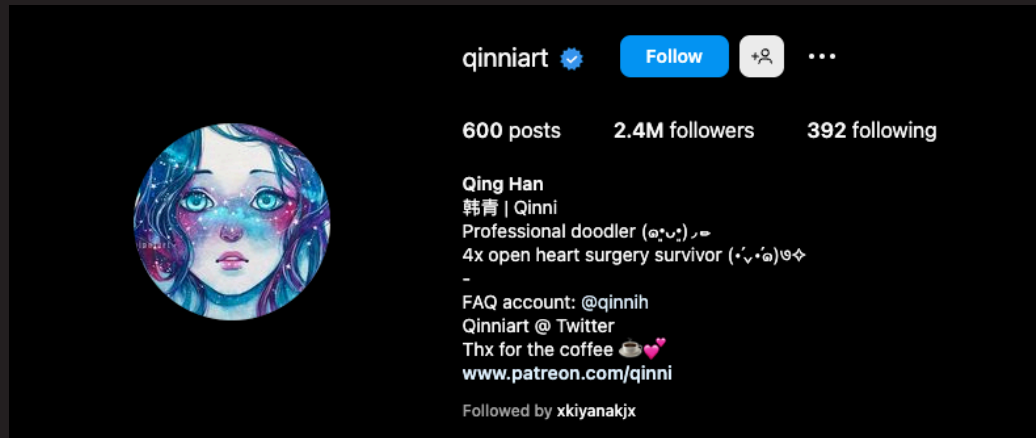 qinniart
Follow
600 posts 2.4M followers 392 following
Qing Han
韩青 | Qinni
Professional doodler (๑•͈ᴗ•͈)◞✏
4x open heart surgery survivor (•̀ᴗ•́๑)૭✧
-
FAQ account: @qinnih
Qinniart @ Twitter
Thx for the coffee ☕💕
www.patreon.com/qinni
Followed by xkiyanakjx